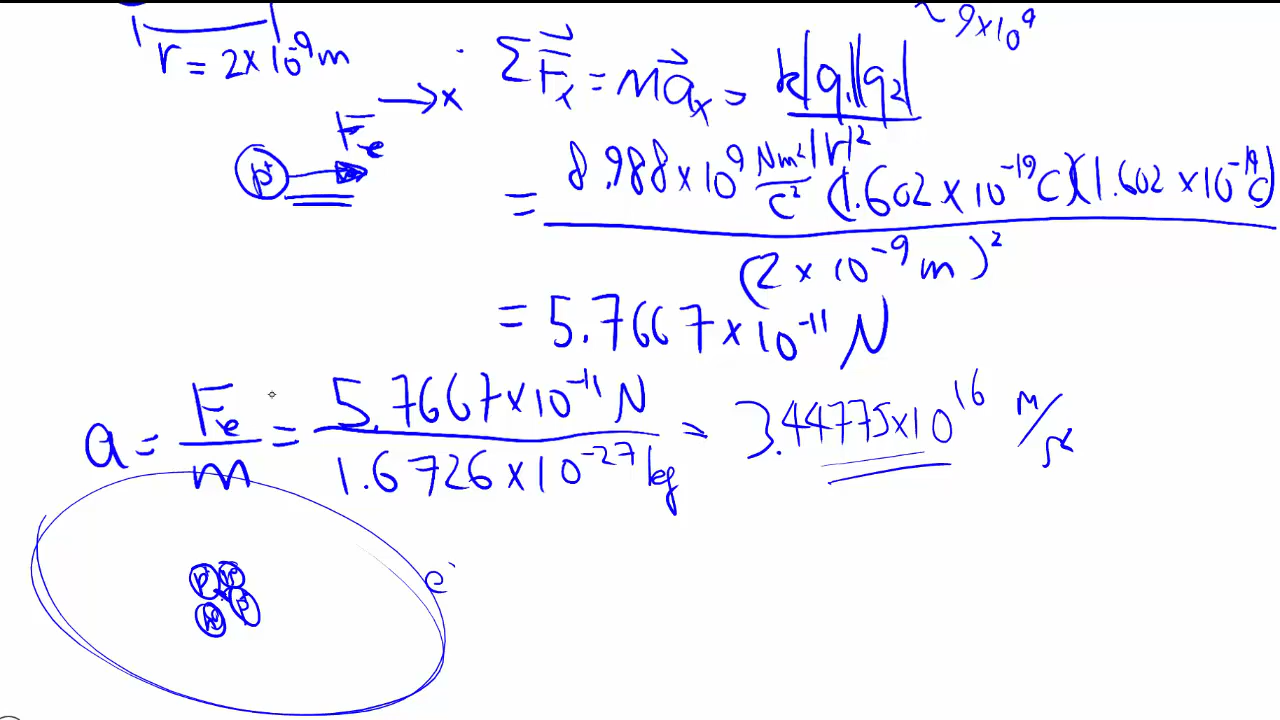 ~ 9x10⁹
r = 2x10⁻⁹m
ΣF⃗ₓ = ma⃗ₓ = k|q₁||q₂| / |r|²
→x
Fₑ
p⁺
= 8.988x10⁹ Nm²/C² (1.602x10⁻¹⁹C)(1.602x10⁻¹⁹C) / (2x10⁻⁹m)²
= 5.7667x10⁻¹¹ N
a = Fₑ/m = 5.7667x10⁻¹¹ N / 1.6726x10⁻²⁷ kg = 3.44775x10¹⁶ m/s²
e⁻